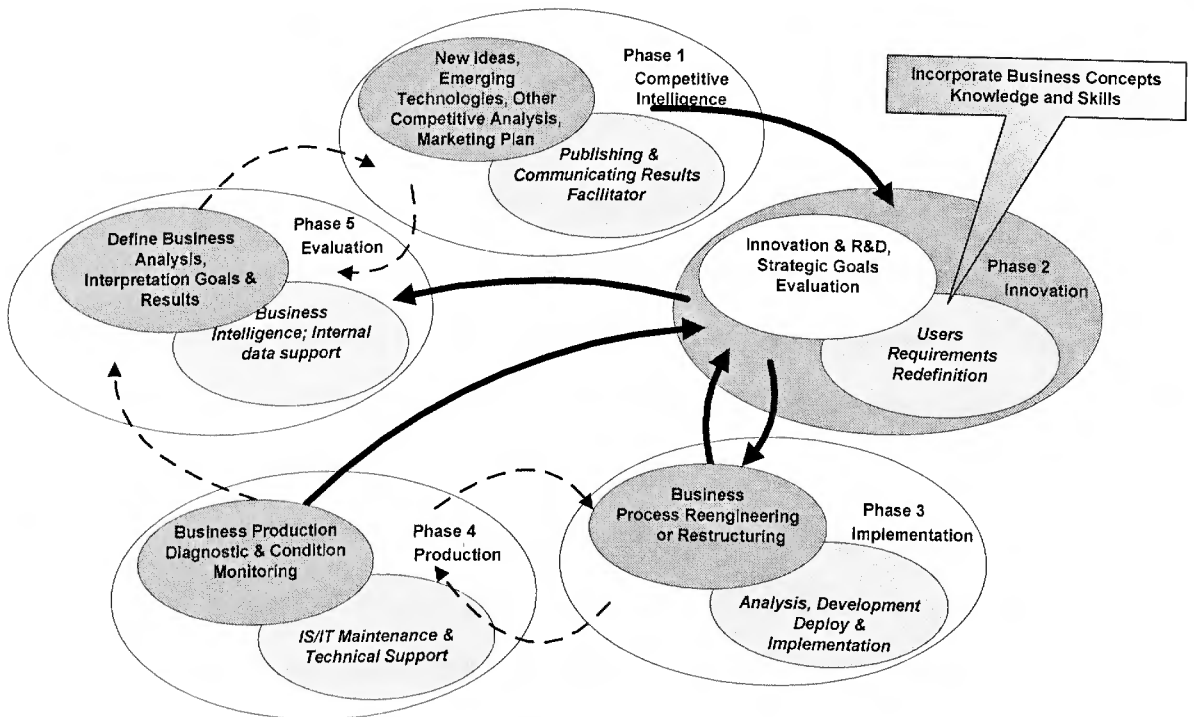 New Ideas,
Emerging
Technologies, Other
Competitive Analysis,
Marketing Plan
Phase 1
Competitive
Intelligence
Publishing &
Communicating Results
Facilitator
Incorporate Business Concepts
Knowledge and Skills
Innovation & R&D,
Strategic Goals
Evaluation
Phase 2
Innovation
Users
Requirements
Redefinition
Define Business
Analysis,
Interpretation Goals &
Results
Phase 5
Evaluation
Business
Intelligence; Internal
data support
Business
Process Reengineering
or Restructuring
Phase 3
Implementation
Analysis, Development
Deploy &
Implementation
Business Production
Diagnostic & Condition
Monitoring
Phase 4
Production
IS/IT Maintenance &
Technical Support